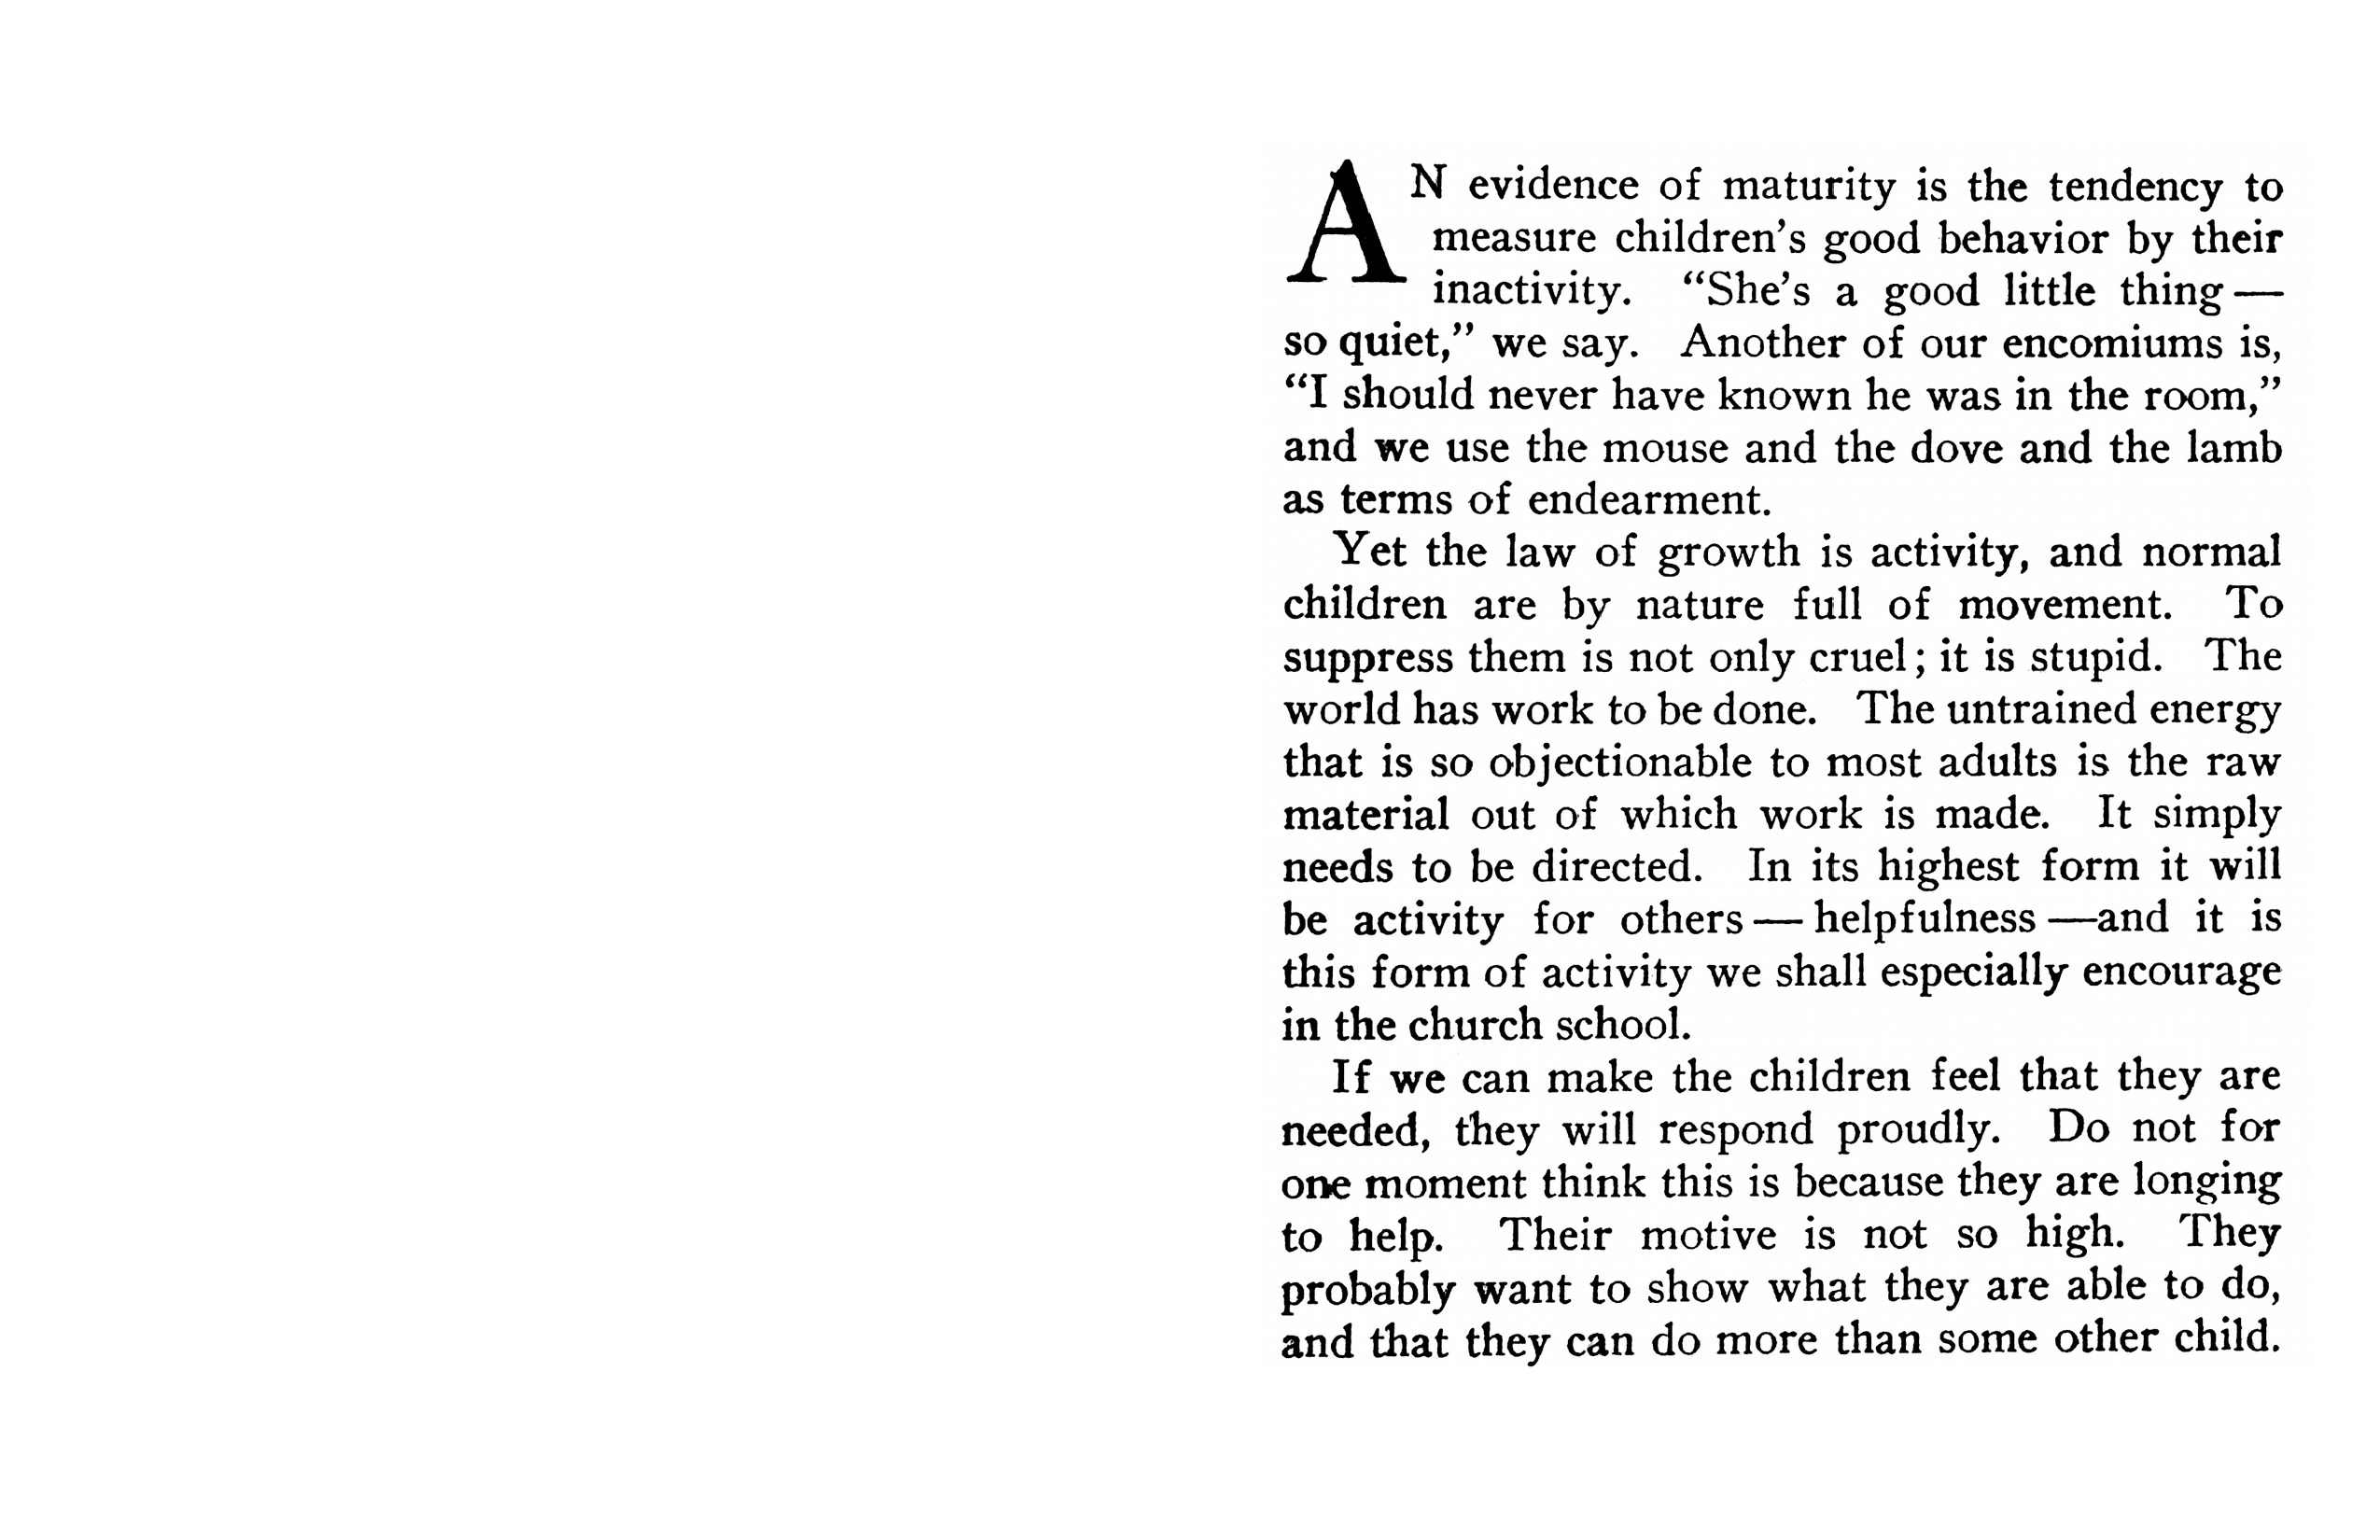 AN evidence of maturity is the tendency to
measure children’s good behavior by their
inactivity. “She’s a good little thing—
so quiet,” we say. Another of our encomiums is,
“I should never have known he was in the room,”
and we use the mouse and the dove and the lamb
as terms of endearment.
Yet the law of growth is activity, and normal
children are by nature full of movement. To
suppress them is not only cruel; it is stupid. The
world has work to be done. The untrained energy
that is so objectionable to most adults is the raw
material out of which work is made. It simply
needs to be directed. In its highest form it will
be activity for others — helpfulness —and it is
this form of activity we shall especially encourage
in the church school.
If we can make the children feel that they are
needed, they will respond proudly. Do not for
one moment think this is because they are longing
to help. Their motive is not so high. They
probably want to show what they are able to do,
and that they can do more than some other child.